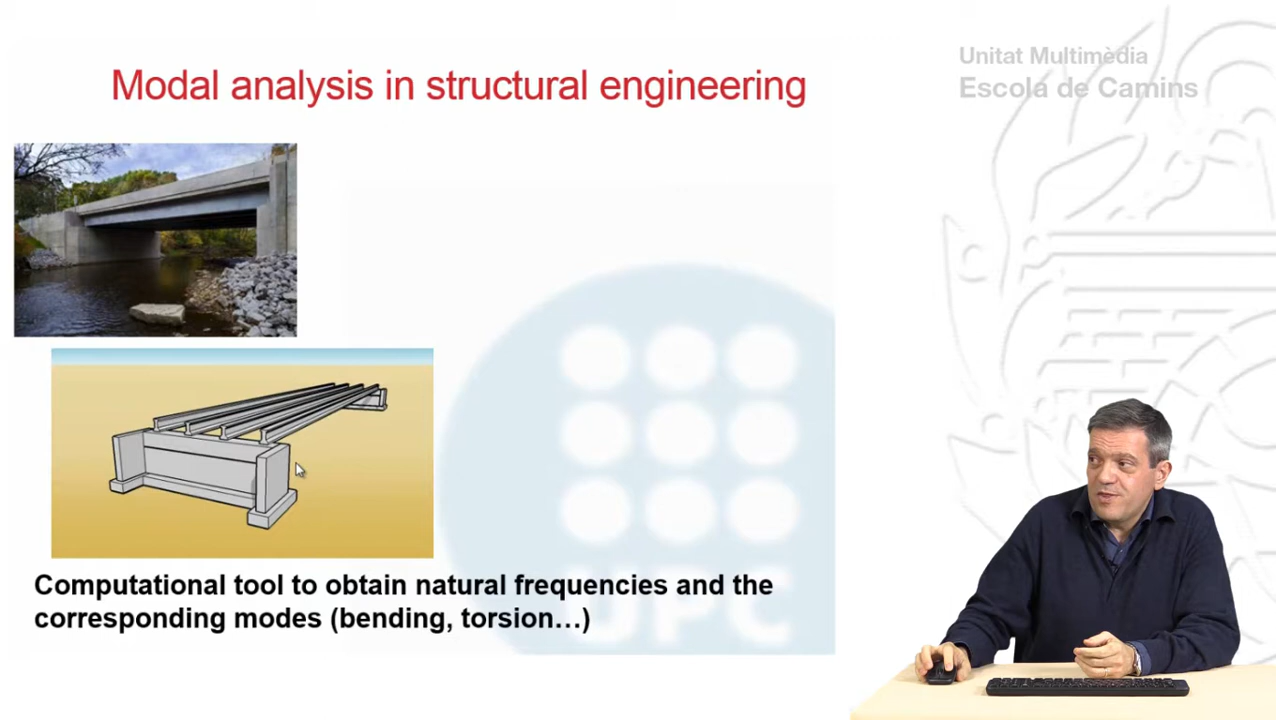 Unitat Multimèdia
Escola de Camins
Modal analysis in structural engineering
Computational tool to obtain natural frequencies and the
corresponding modes (bending, torsion…)
UPC